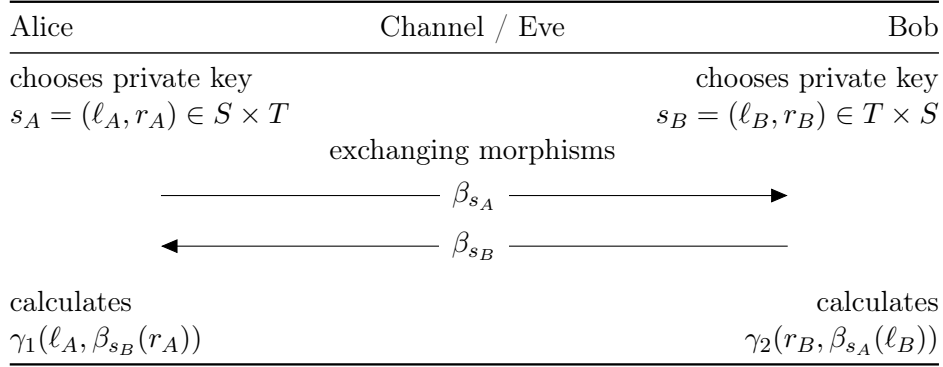 Alice Channel / Eve Bob
chooses private key chooses private key
s_A = (ℓ_A, r_A) ∈ S × T s_B = (ℓ_B, r_B) ∈ T × S
exchanging morphisms
β_{s_A}
β_{s_B}
calculates calculates
γ_1(ℓ_A, β_{s_B}(r_A)) γ_2(r_B, β_{s_A}(ℓ_B))